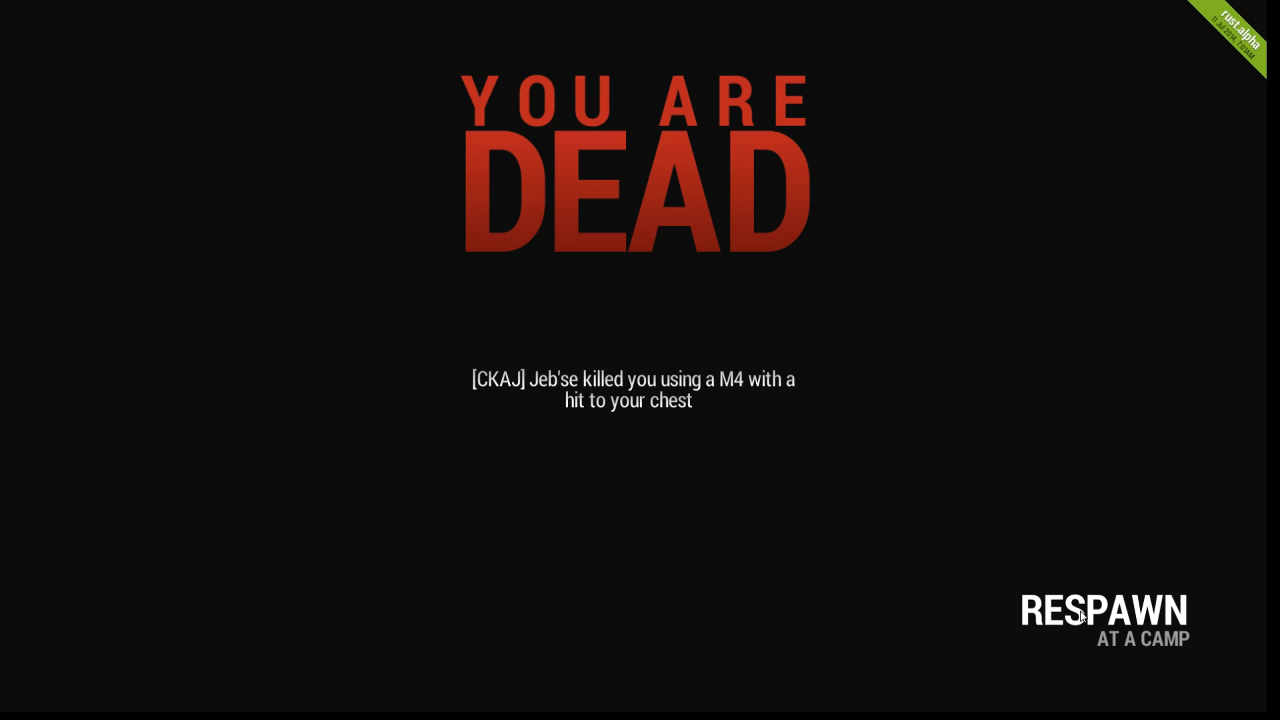 rust.alpha
YOU ARE
DEAD
[CKAJ] Jeb'se killed you using a M4 with a
hit to your chest
RESPAWN
AT A CAMP